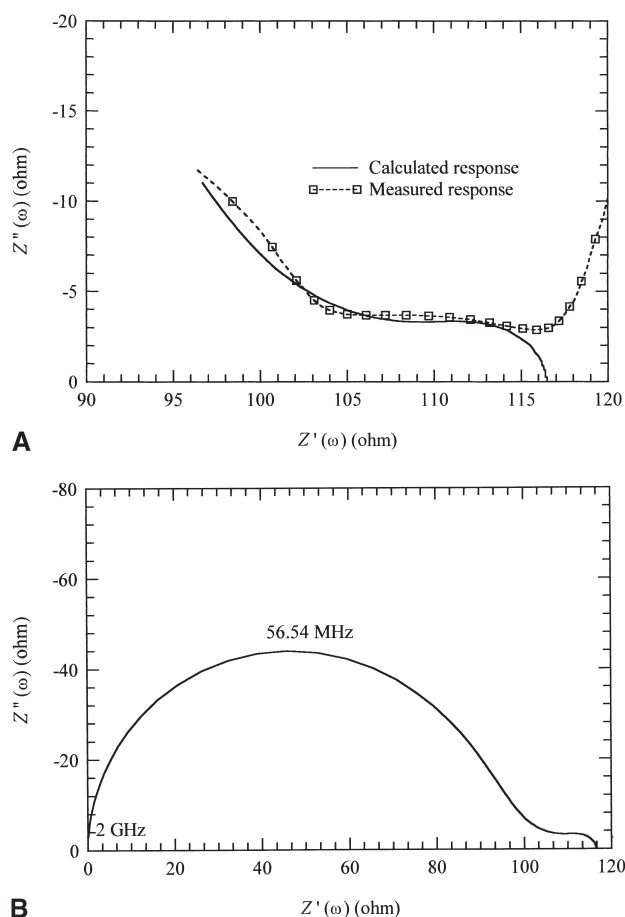 -20
-15
-10
-5
0
Z''(ω) (ohm)
Calculated response
Measured response
90
95
100
105
110
115
120
Z'(ω) (ohm)
A
-80
-60
-40
-20
0
Z''(ω) (ohm)
56.54 MHz
2 GHz
0
20
40
60
80
100
120
Z'(ω) (ohm)
B